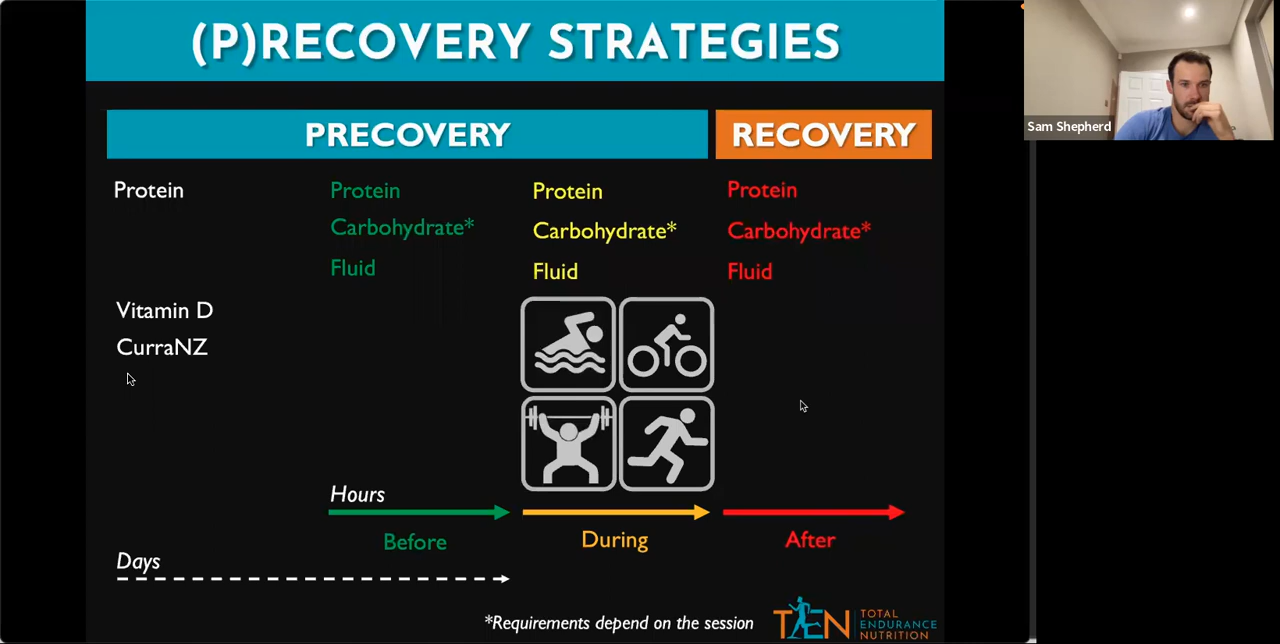 (P)RECOVERY STRATEGIES
Sam Shepherd
PRECOVERY
RECOVERY
Protein
Protein
Protein
Protein
Carbohydrate*
Carbohydrate*
Carbohydrate*
Fluid
Fluid
Fluid
Vitamin D
CurraNZ
Hours
Before
During
After
Days
*Requirements depend on the session
TEN
TOTAL
ENDURANCE
NUTRITION